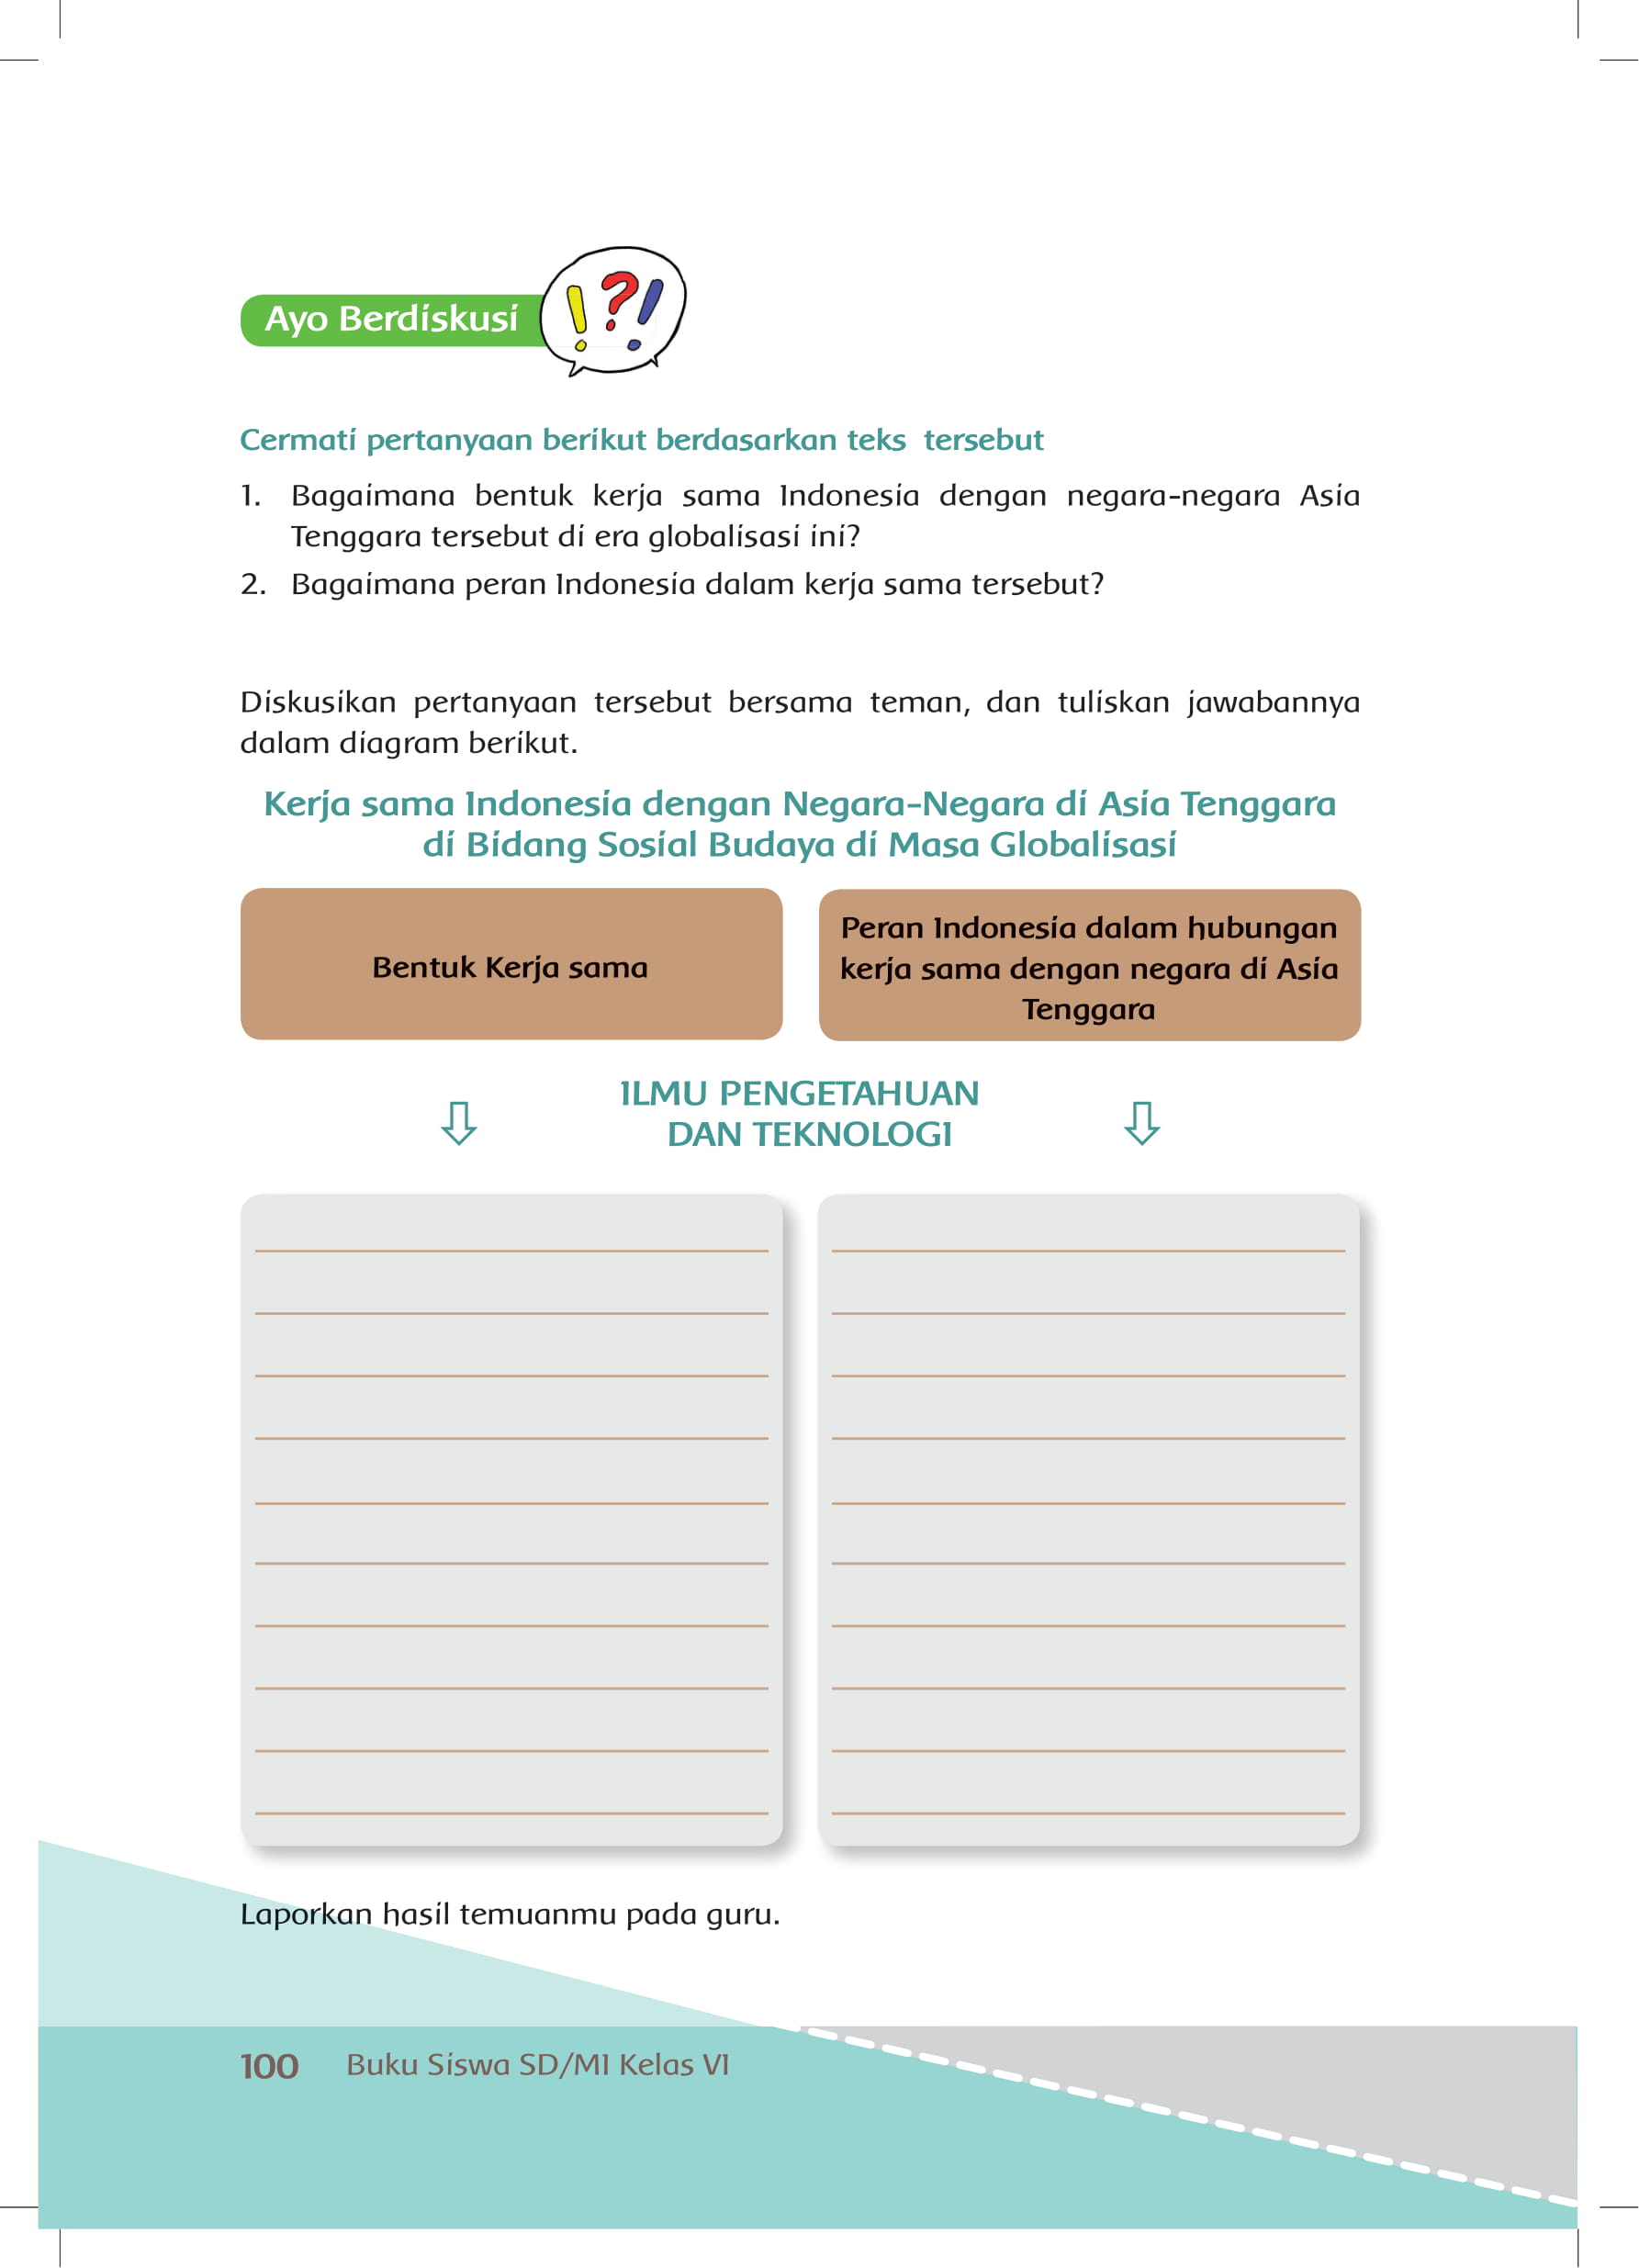 Ayo Berdiskusi
Cermati pertanyaan berikut berdasarkan teks tersebut
1. Bagaimana bentuk kerja sama Indonesia dengan negara-negara Asia
Tenggara tersebut di era globalisasi ini?
2. Bagaimana peran Indonesia dalam kerja sama tersebut?
Diskusikan pertanyaan tersebut bersama teman, dan tuliskan jawabannya
dalam diagram berikut.
Kerja sama Indonesia dengan Negara-Negara di Asia Tenggara
di Bidang Sosial Budaya di Masa Globalisasi
Bentuk Kerja sama
Peran Indonesia dalam hubungan
kerja sama dengan negara di Asia
Tenggara
ILMU PENGETAHUAN
DAN TEKNOLOGI
Laporkan hasil temuanmu pada guru.
100 Buku Siswa SD/MI Kelas VI